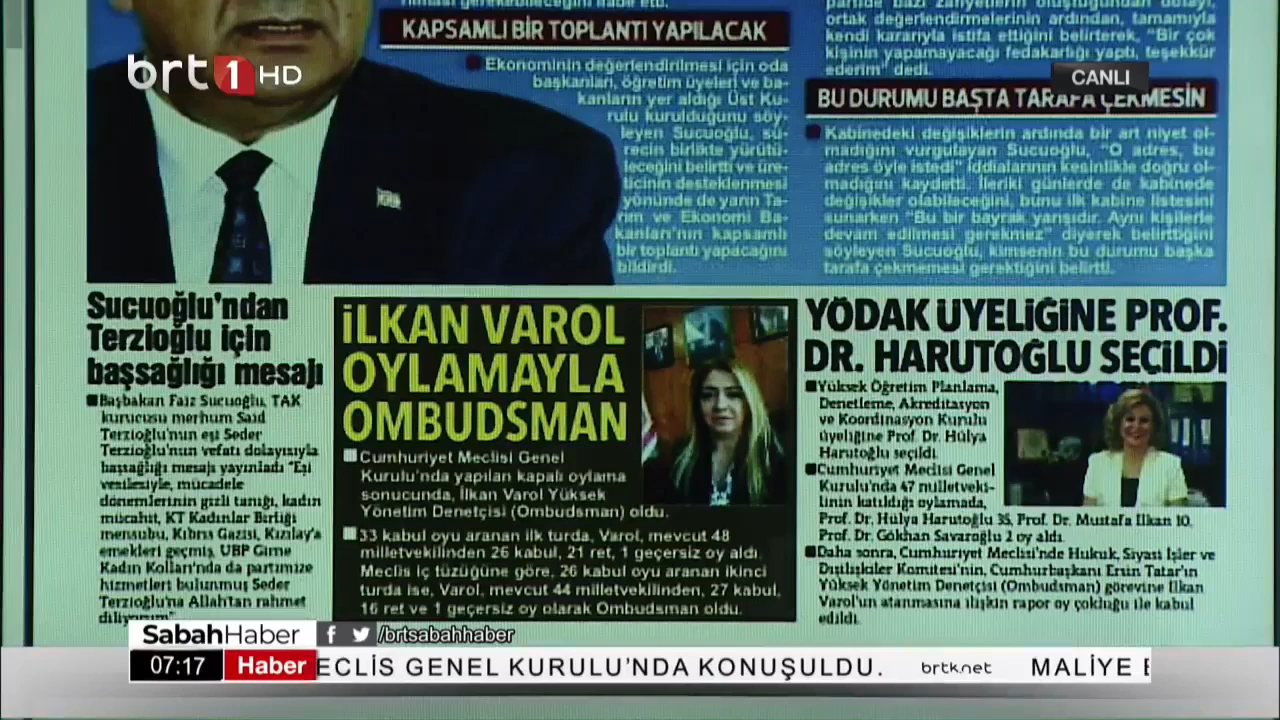 brt 1 HD
CANLI
KAPSAMLI BİR TOPLANTI YAPILACAK
Ekonominin değerlendirilmesi için oda
başkanları, öğretim üyeleri ve ba-
kanların yer aldığı Üst Ku-
rulu kurulduğunu söy-
leyen Sucuoğlu, sü-
recin birlikte yürütü-
leceğini belirtti ve üre-
ticinin desteklenmesi
yönünde de yarın Ta-
rım ve Ekonomi Ba-
kanları'nın kapsamlı
bir toplantı yapacağını
bildirdi.
ortak değerlendirmelerinin ardından, tamamıyla
kendi kararıyla istifa ettiğini belirterek, "Bir çok
kişinin yapamayacağı fedakarlığı yaptı, teşekkür
ederim" dedi.
BU DURUMU BAŞTA TARAFA ÇEKMESİN
Kabinedeki değişiklerin ardında bir art niyet ol-
madığını vurgulayan Sucuoğlu, "O adres, bu
adres öyle istedi" iddialarının kesinlikle doğru ol-
madığını kaydetti. İleriki günlerde de kabinede
değişikler olabileceğini, bunu ilk kabine listesini
sunarken "Bu bir bayrak yarışıdır. Aynı kişilerle
devam edilmesi gerekmez" diyerek belirttiğini
söyleyen Sucuoğlu, kimsenin bu durumu başka
tarafa çekmemesi gerektiğini belirtti.
Sucuoğlu'ndan
Terzioğlu için
başsağlığı mesajı
Başbakan Faiz Sucuoğlu, TAK
kurucusu merhum Said
Terzioğlu'nun eşi Seder
Terzioğlu'nun vefatı dolayısıyla
başsağlığı mesajı yayınladı "Eşi
vesilesiyle, mücadele
dönemlerinin gizli tanığı, kadın
mücahit, KT Kadınlar Birliği
mensubu, Kıbrıs Gazisi, Kızılay'a
emekleri geçmiş, UBP Girne
Kadın Kolları'nda da partimize
hizmetleri bulunmuş Seder
Terzioğlu'na Allah'tan rahmet
diliyorum"
İLKAN VAROL
OYLAMAYLA
OMBUDSMAN
Cumhuriyet Meclisi Genel
Kurulu'nda yapılan kapalı oylama
sonucunda, İlkan Varol Yüksek
Yönetim Denetçisi (Ombudsman) oldu.
33 kabul oyu aranan ilk turda, Varol, mevcut 48
milletvekilinden 26 kabul, 21 ret, 1 geçersiz oy aldı.
Meclis iç tüzüğüne göre, 26 kabul oyu aranan ikinci
turda ise, Varol, mevcut 44 milletvekilinden, 27 kabul,
16 ret ve 1 geçersiz oy olarak Ombudsman oldu.
YÖDAK ÜYELİĞİNE PROF.
DR. HARUTOĞLU SEÇİLDİ
Yüksek Öğretim Planlama,
Denetleme, Akreditasyon
ve Koordinasyon Kurulu
üyeliğine Prof. Dr. Hülya
Harutoğlu seçildi.
Cumhuriyet Meclisi Genel
Kurulu'nda 47 milletveki-
linin katıldığı oylamada,
Prof. Dr. Hülya Harutoğlu 35, Prof. Dr. Mustafa İlkan 10,
Prof. Dr. Gökhan Savaroğlu 2 oy aldı.
Daha sonra, Cumhuriyet Meclisi'nde Hukuk, Siyasi İşler ve
Dışilişkiler Komitesi'nin, Cumhurbaşkanı Ersin Tatar'ın
Yüksek Yönetim Denetçisi (Ombudsman) görevine İlkan
Varol'un atanmasına ilişkin rapor oy çokluğu ile kabul
edildi.
SabahHaber /brtsabahhaber
07:17 Haber ECLİS GENEL KURULU'NDA KONUŞULDU. brtk.net MALİYE